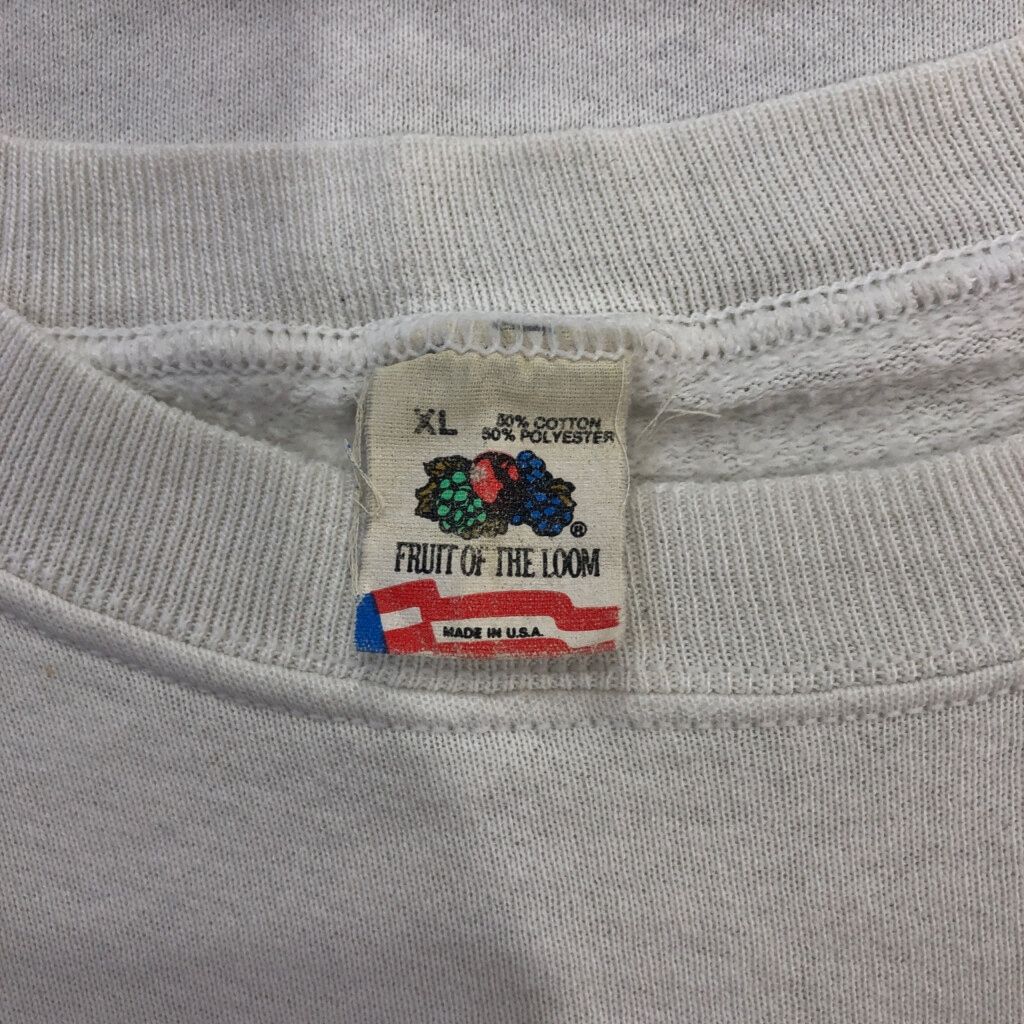 XL
50% COTTON
50% POLYESTER
®
FRUIT OF THE LOOM
MADE IN U.S.A.